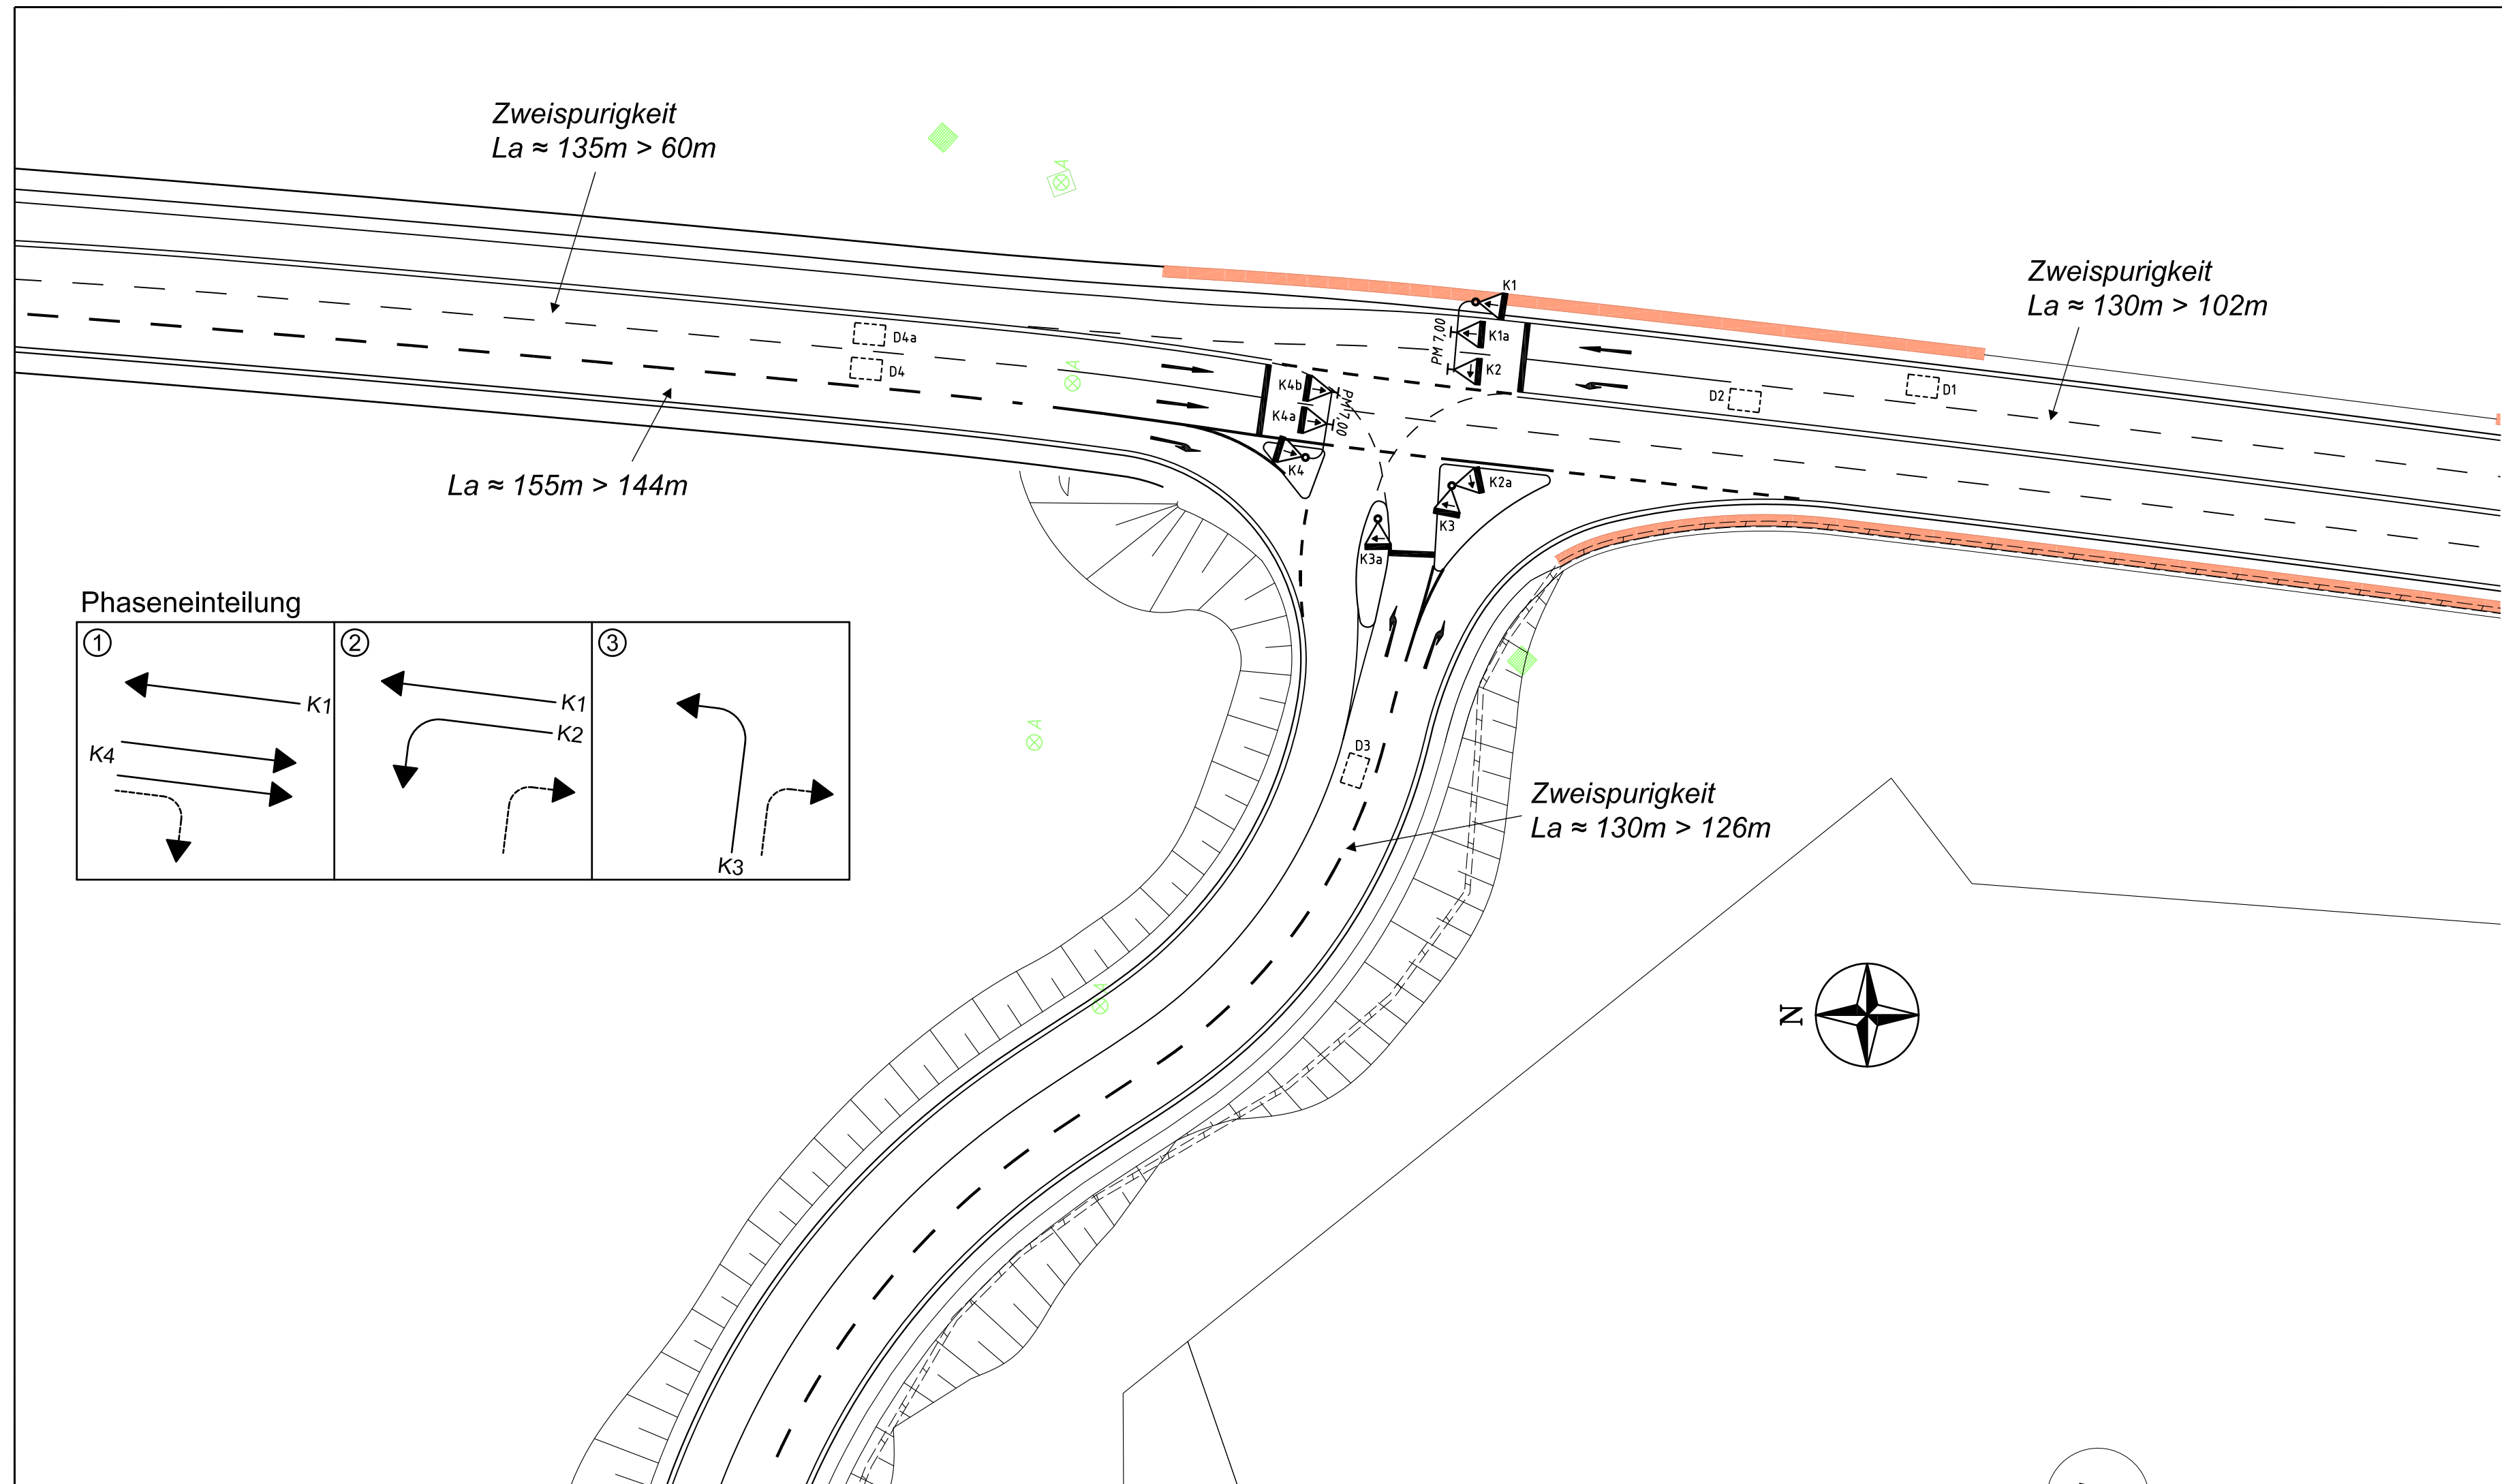 Zweispurigkeit
La ≈ 135m > 60m
A
Zweispurigkeit
La ≈ 130m > 102m
K1
K1a
K2
PM 7,00
D4a
D4
A
K4b
K4a
PM 7,00
K4
D2
D1
La ≈ 155m > 144m
K2a
K3
K3a
Phaseneinteilung
1
2
3
K1
K4
K1
K2
K3
A
D3
Zweispurigkeit
La ≈ 130m > 126m
A
N